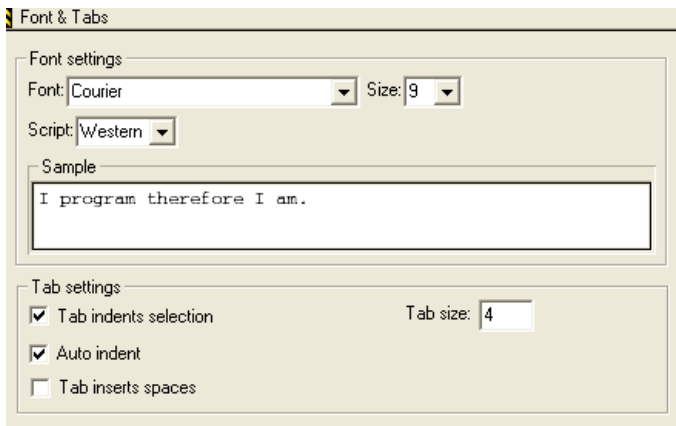 Font & Tabs
Font settings
Font: Courier Size: 9
Script: Western
Sample
I program therefore I am.
Tab settings
Tab indents selection Tab size: 4
Auto indent
Tab inserts spaces